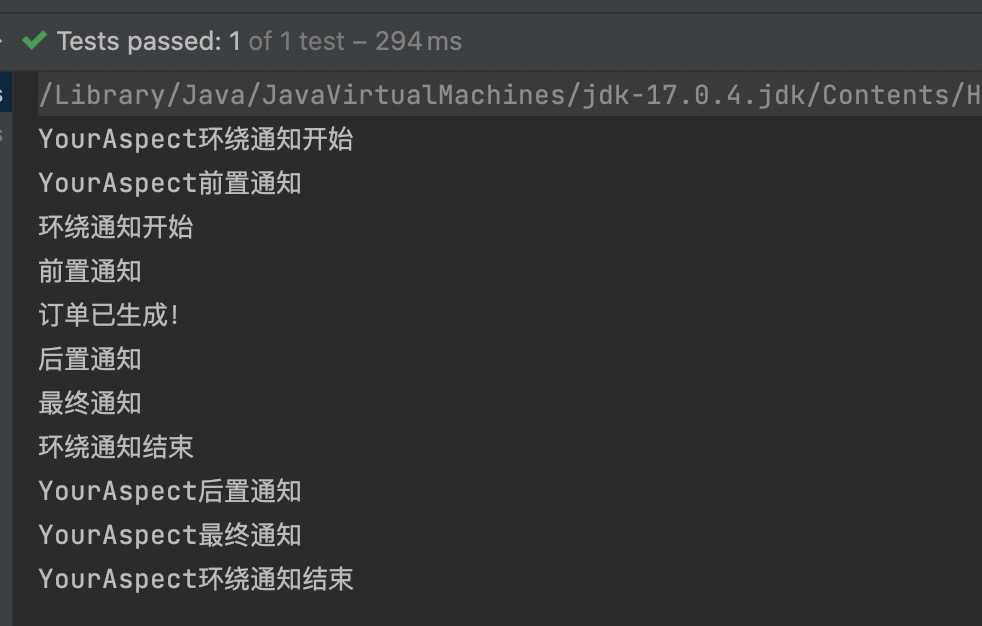 Tests passed: 1 of 1 test – 294 ms
/Library/Java/JavaVirtualMachines/jdk-17.0.4.jdk/Contents/H
YourAspect环绕通知开始
YourAspect前置通知
环绕通知开始
前置通知
订单已生成!
后置通知
最终通知
环绕通知结束
YourAspect后置通知
YourAspect最终通知
YourAspect环绕通知结束